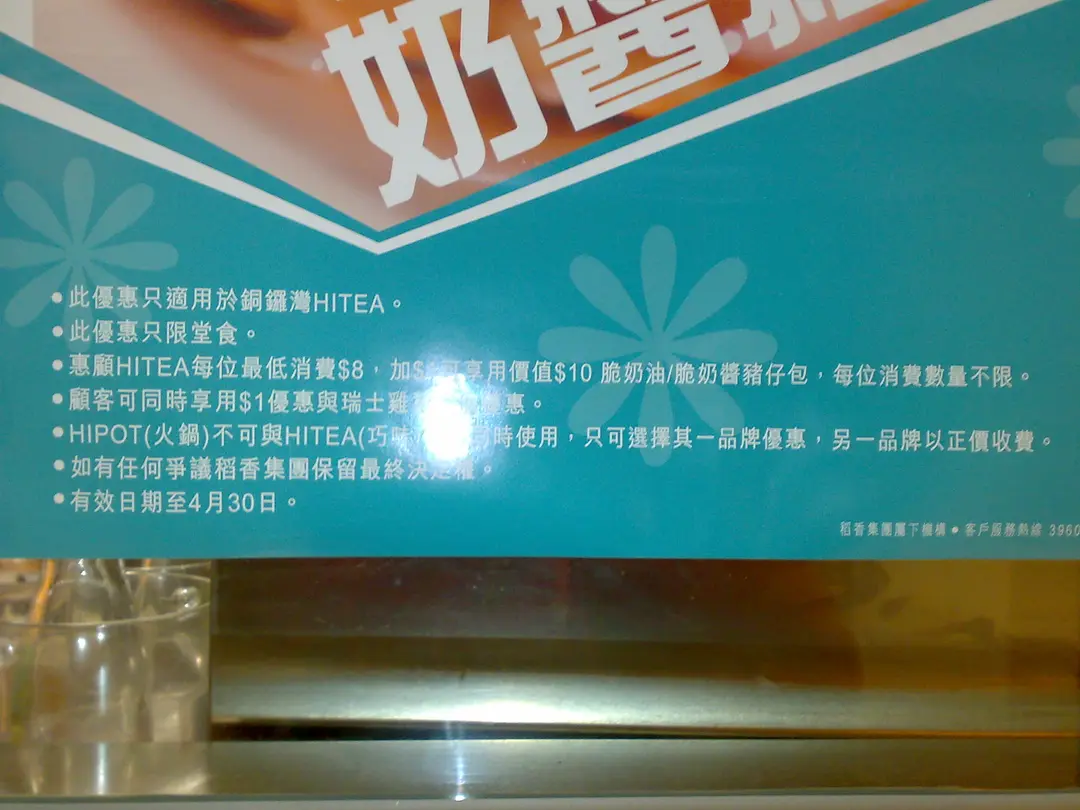 奶醬豬
•此優惠只適用於銅鑼灣HITEA。
•此優惠只限堂食。
•惠顧HITEA每位最低消費$8，加$ 可享用價值$10 脆奶油/脆奶醬豬仔包，每位消費數量不限。
•顧客可同時享用$1優惠與瑞士雞 惠。
•HIPOT(火鍋)不可與HITEA(巧 時使用，只可選擇其一品牌優惠，另一品牌以正價收費。
•如有任何爭議稻香集團保留最終決定權。
•有效日期至4月30日。
稻香集團屬下機構 • 客戶服務熱線 3960